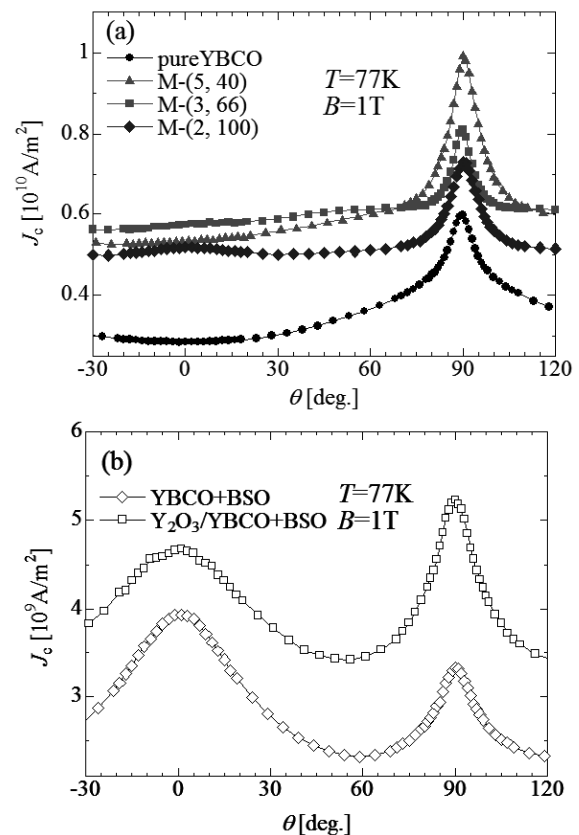 (a)
pureYBCO
M-(5, 40)
M-(3, 66)
M-(2, 100)
T=77K
B=1T
1
0.8
0.6
0.4
Jc [10^10 A/m^2]
-30 0 30 60 90 120
θ [deg.]
(b)
YBCO+BSO
Y2O3/YBCO+BSO
T=77K
B=1T
6
5
4
3
Jc [10^9 A/m^2]
-30 0 30 60 90 120
θ [deg.]